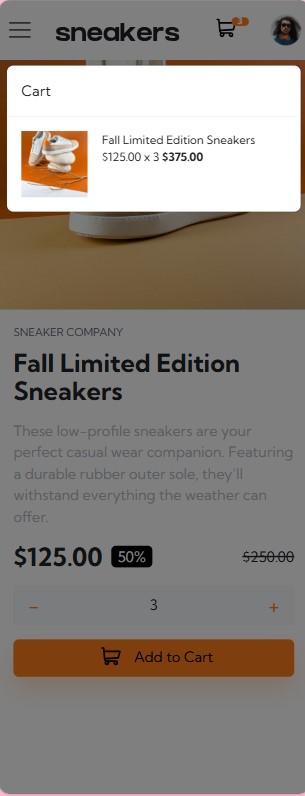 sneakers
3
Cart
Fall Limited Edition Sneakers
$125.00 x 3 $375.00
SNEAKER COMPANY
Fall Limited Edition
Sneakers
These low-profile sneakers are your
perfect casual wear companion. Featuring
a durable rubber outer sole, they'll
withstand everything the weather can
offer.
$125.00 50% $250.00
− 3 +
Add to Cart